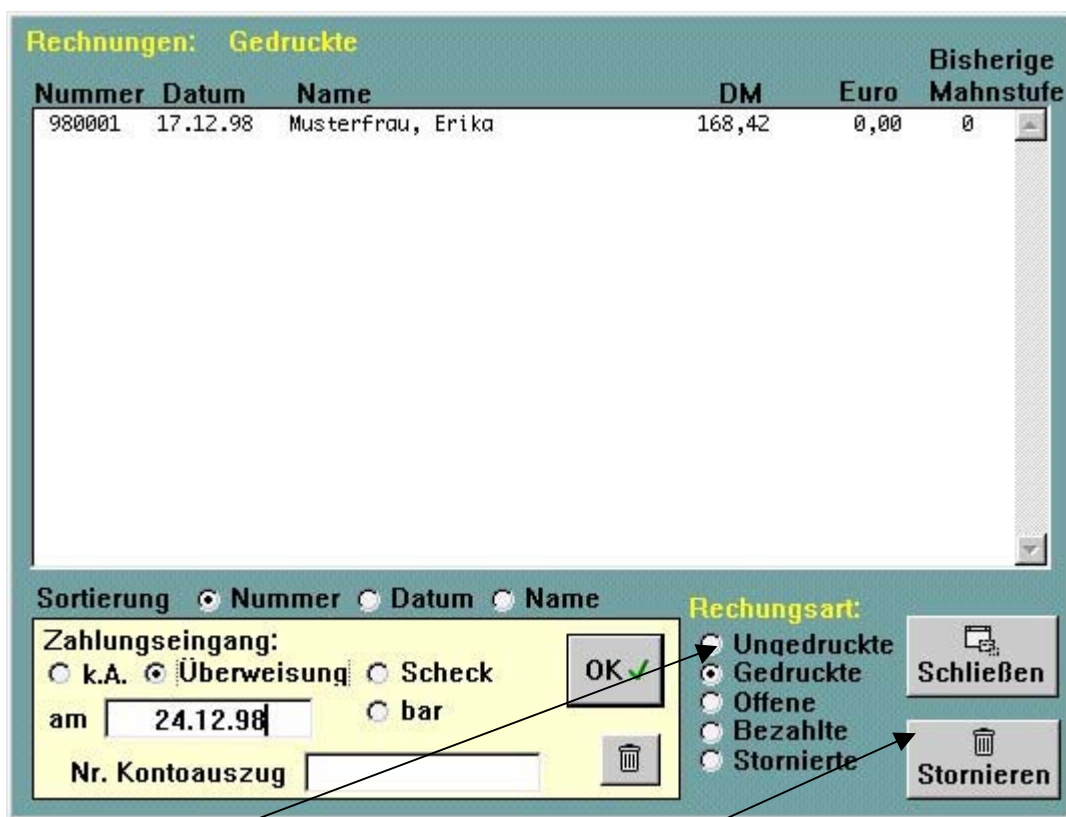 Rechnungen: Gedruckte
Bisherige
Nummer Datum Name DM Euro Mahnstufe
980001 17.12.98 Musterfrau, Erika 168,42 0,00 0
Sortierung Nummer Datum Name
Zahlungseingang:
k.A. Überweisung Scheck
bar
am 24.12.98
Nr. Kontoauszug
OK
Rechungsart:
Ungedruckte
Gedruckte
Offene
Bezahlte
Stornierte
Schließen
Stornieren